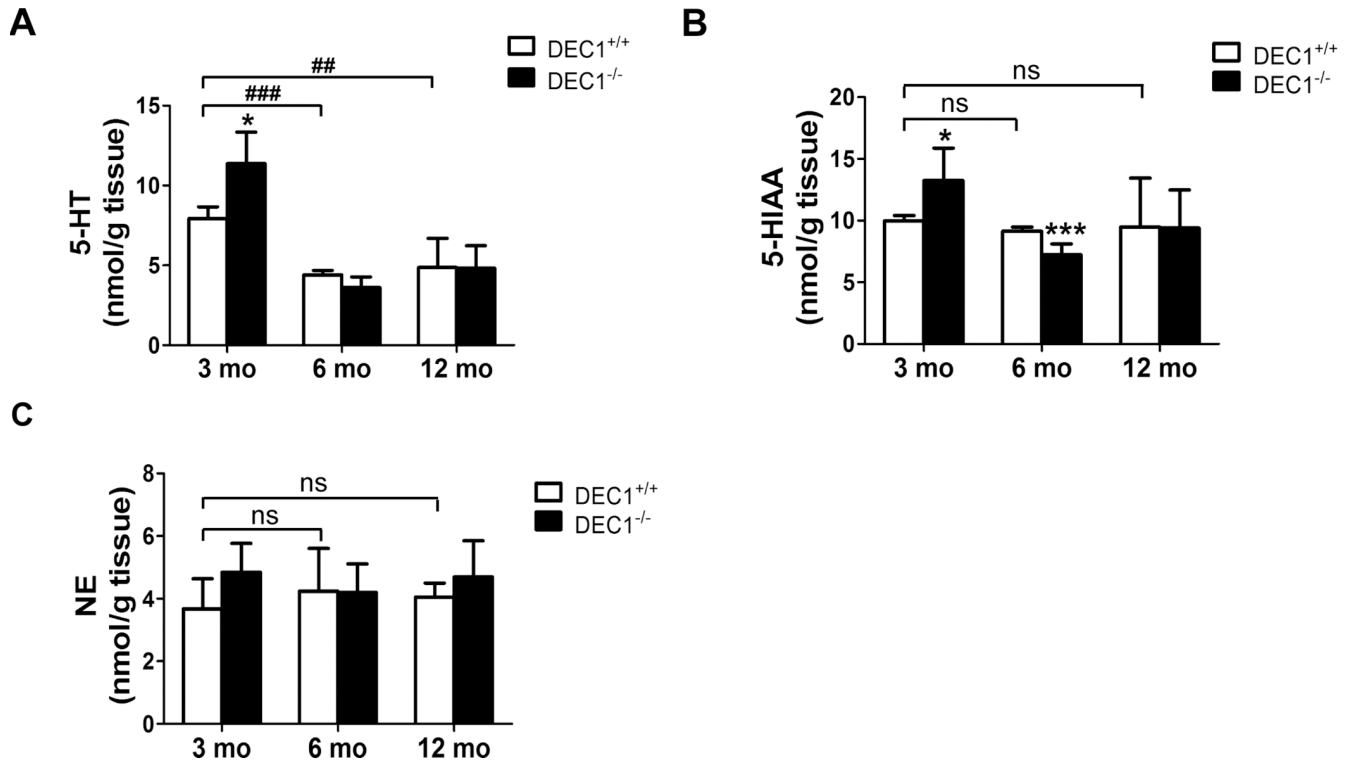 A
DEC1+/+
DEC1-/-
##
###
*
15
10
5
0
5-HT
(nmol/g tissue)
3 mo 6 mo 12 mo
B
DEC1+/+
DEC1-/-
ns
ns
*
***
20
15
10
5
0
5-HIAA
(nmol/g tissue)
3 mo 6 mo 12 mo
C
DEC1+/+
DEC1-/-
ns
ns
8
6
4
2
0
NE
(nmol/g tissue)
3 mo 6 mo 12 mo